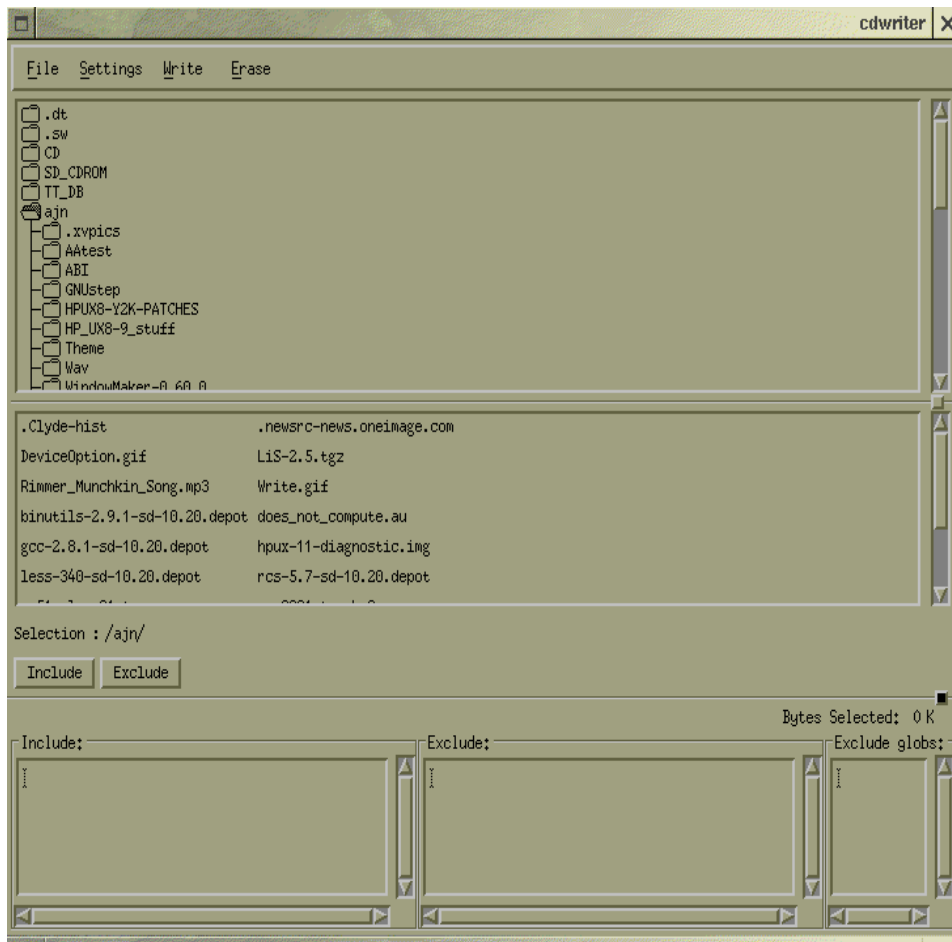 cdwriter
File Settings Write Erase
.dt
.sw
CD
SD_CDROM
TT_DB
ajn
.xvpics
AAtest
ABI
GNUstep
HPUX8-Y2K-PATCHES
HP_UX8-9_stuff
Theme
Wav
WindowMaker-0.60.0
.Clyde-hist .newsrc-news.oneimage.com
DeviceOption.gif LiS-2.5.tgz
Rimmer_Munchkin_Song.mp3 Write.gif
binutils-2.9.1-sd-10.20.depot does_not_compute.au
gcc-2.8.1-sd-10.20.depot hpux-11-diagnostic.img
less-340-sd-10.20.depot rcs-5.7-sd-10.20.depot
Selection : /ajn/
Include Exclude
Bytes Selected: 0 K
Include: Exclude: Exclude globs: